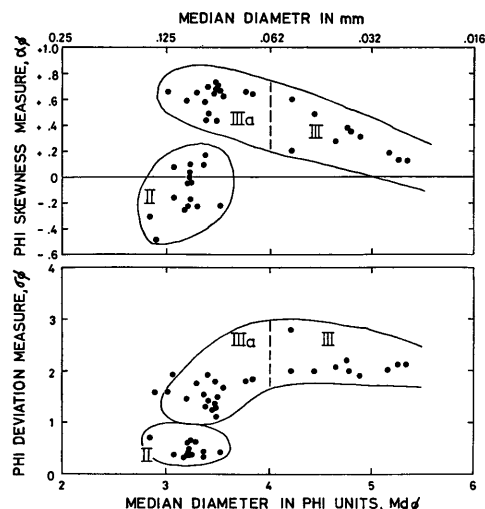 MEDIAN DIAMETR IN mm
0.25 .125 .062 .032 .016
PHI SKEWNESS MEASURE, αφ
+1.0
+.8
+.6
+.4
+.2
0
-.2
-.4
-.6
IIIa III
II
PHI DEVIATION MEASURE, σφ
6
4
3
2
1
0
IIIa III
II
2 3 4 5 6
MEDIAN DIAMETER IN PHI UNITS, Mdφ